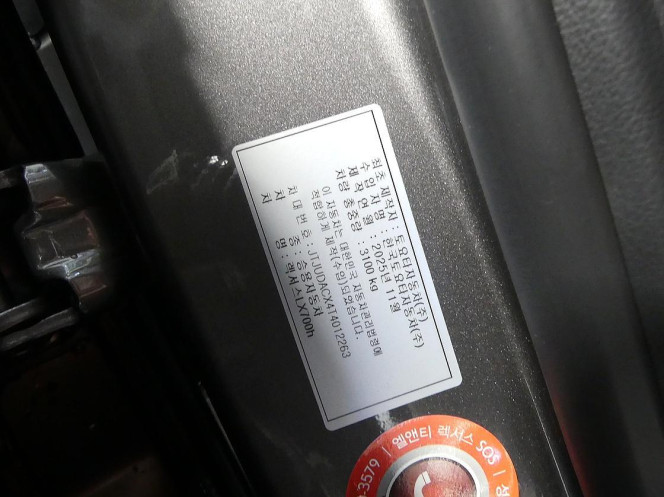 최초 제작자 : 토요타자동차(주)
수입 자명 : 한국토요타자동차(주)
제작연월 : 2025년 11월
차량 총중량 : 3100 kg
이 자동차는 대한민국 자동차관리법령에
적합하게 제작(수입)되었습니다.
차대번호 : JTJUDACXXT4012263
차 종 : 승용자동차
차 명 : 렉서스LX700h
3579 | 엘앤티 렉서스 SOS |